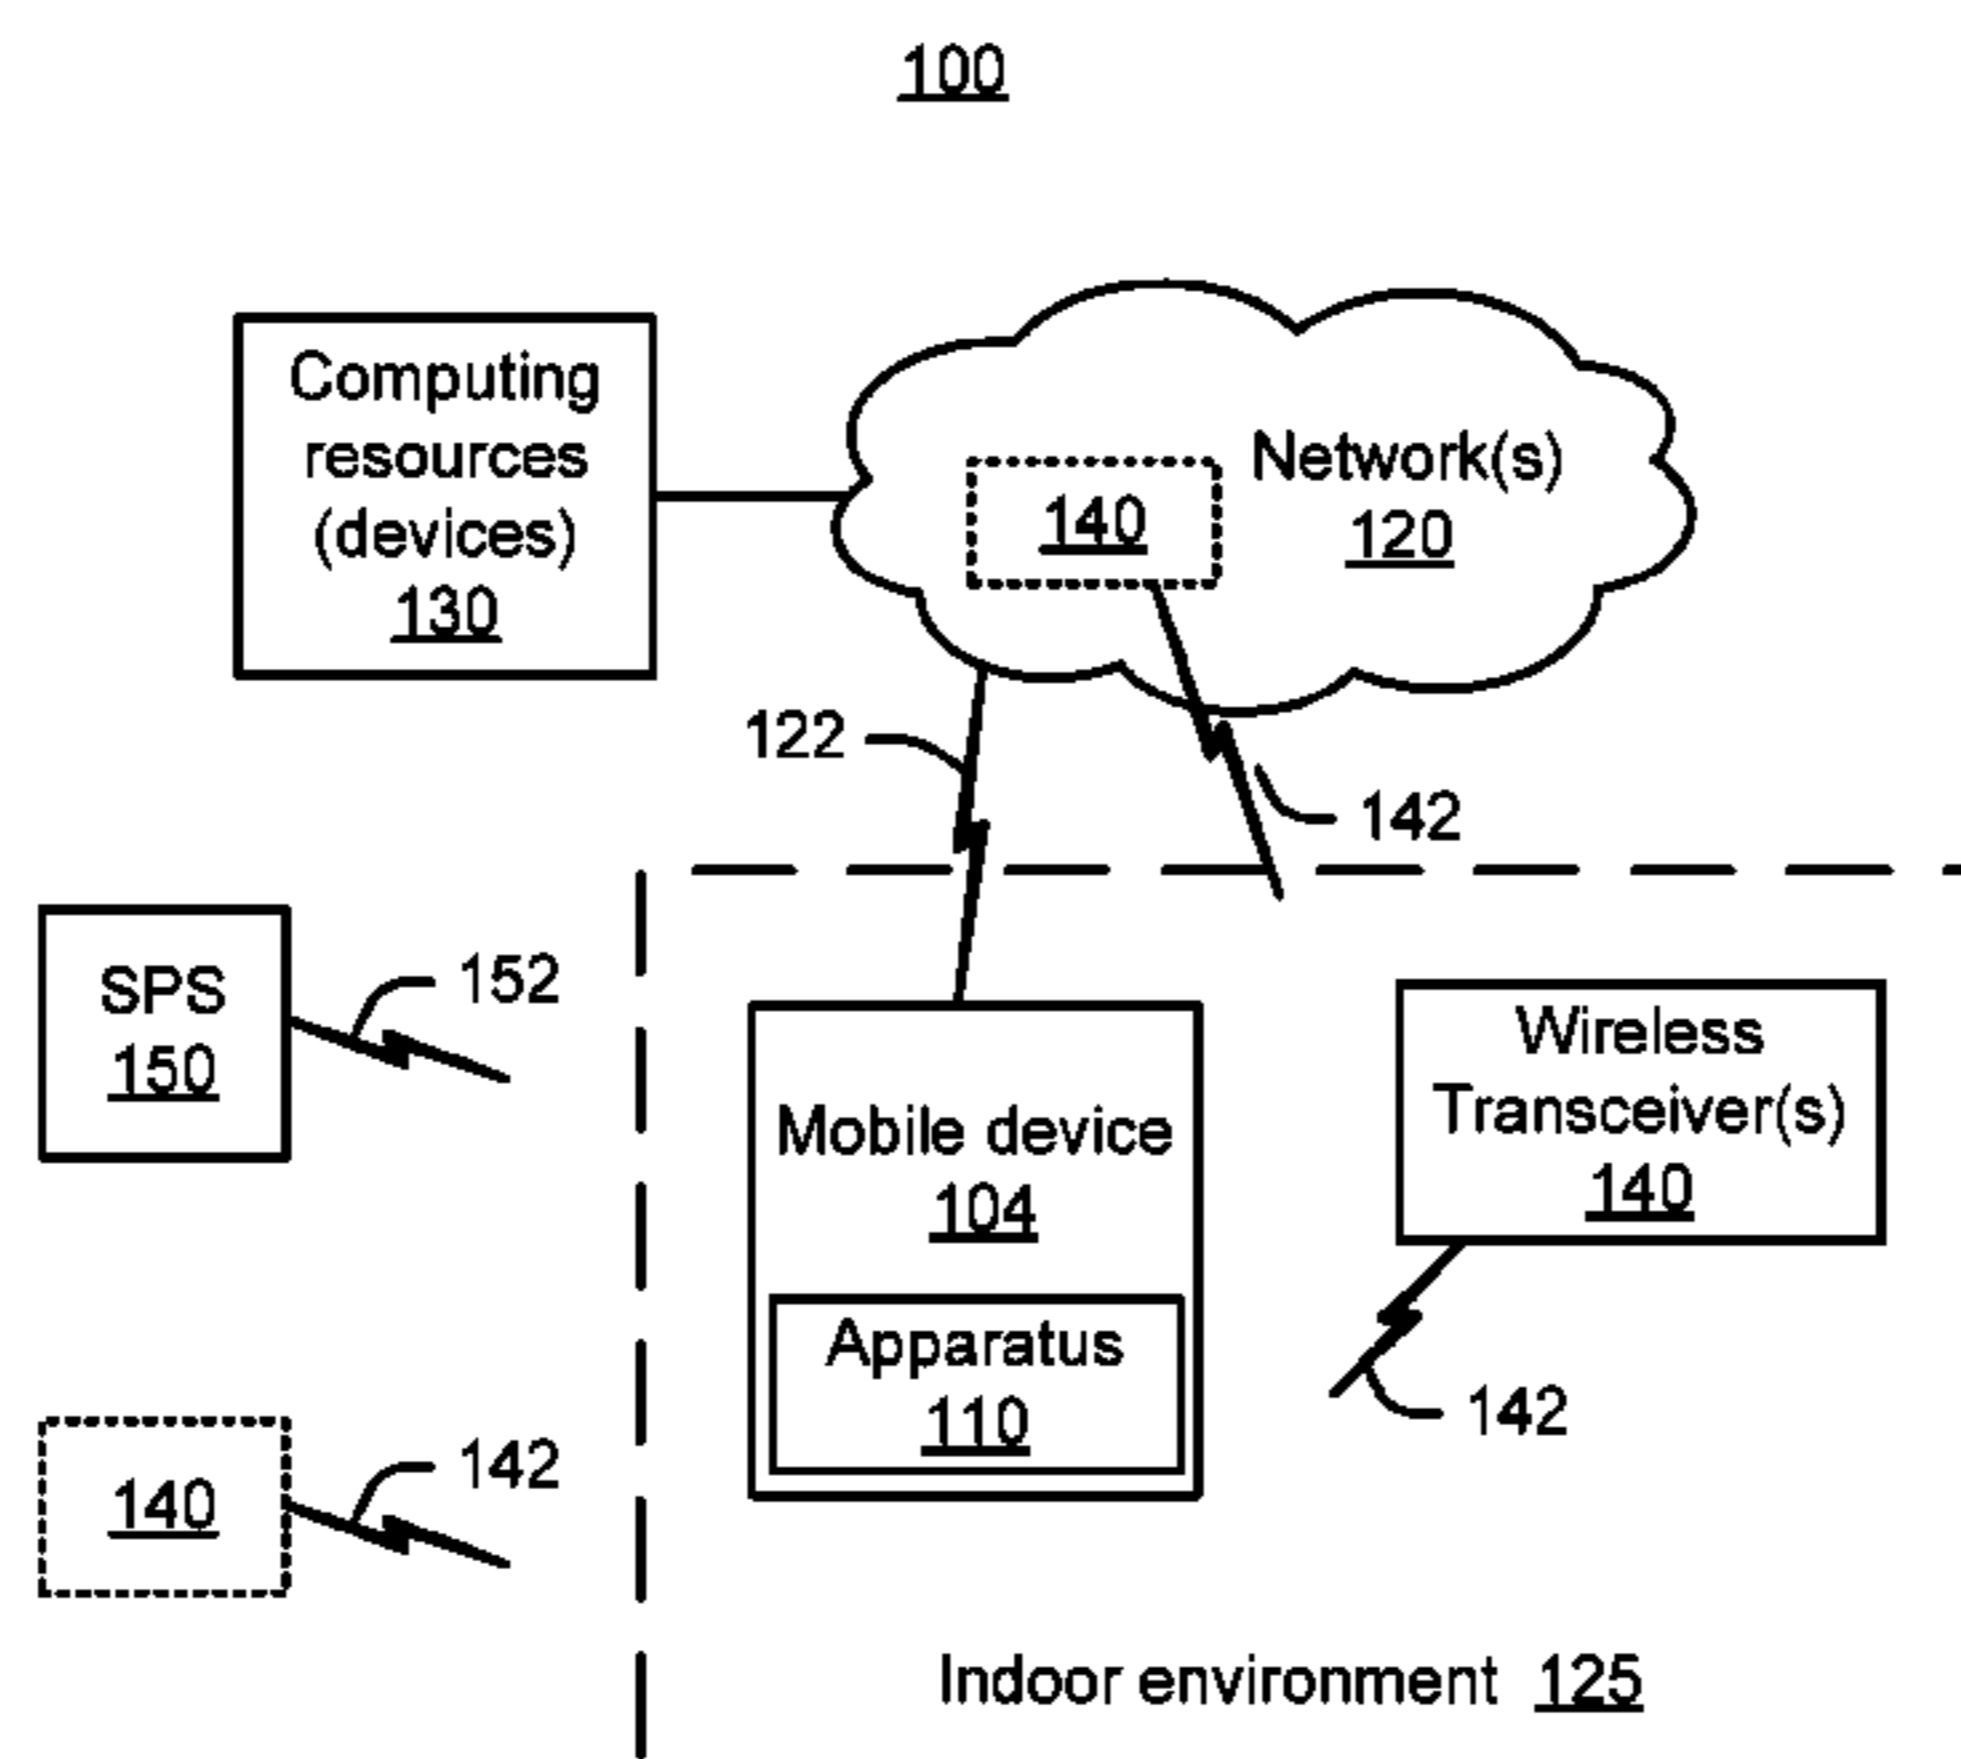 100
Computing
resources
(devices)
130
Network(s)
120
140
122
142
SPS
150
152
Mobile device
104
Apparatus
110
Wireless
Transceiver(s)
140
142
140
142
Indoor environment 125